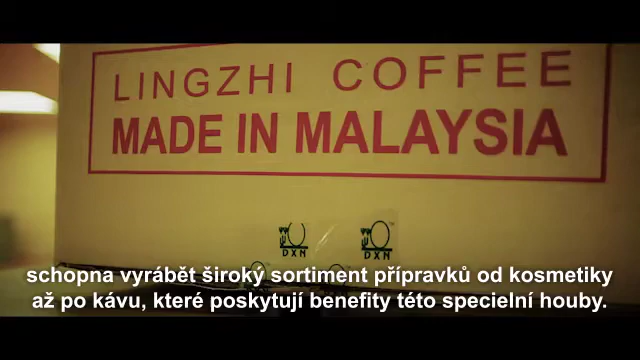 LINGZHI COFFEE
MADE IN MALAYSIA
DXN DXN
schopna vyrábět široký sortiment přípravků od kosmetiky
až po kávu, které poskytují benefity této specielní houby.